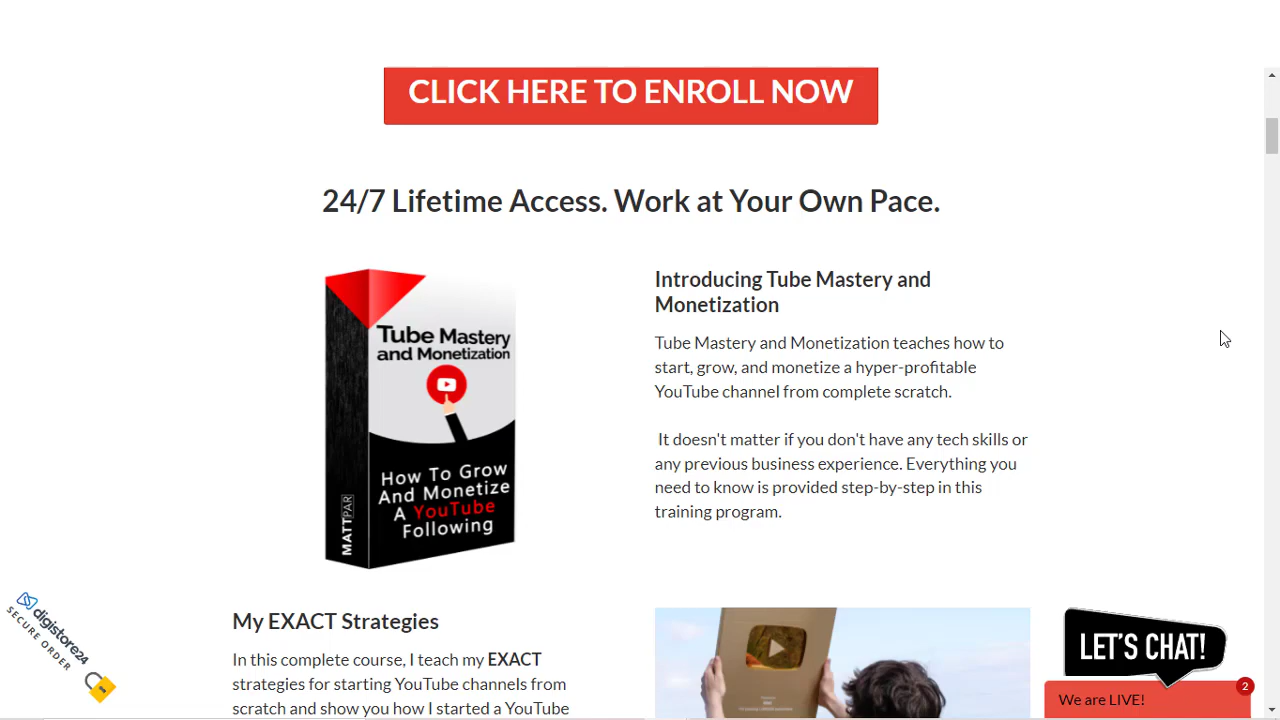 CLICK HERE TO ENROLL NOW
24/7 Lifetime Access. Work at Your Own Pace.
Tube Mastery
and Monetization
How To Grow
And Monetize
A YouTube
Following
MATTPAR
Introducing Tube Mastery and
Monetization
Tube Mastery and Monetization teaches how to
start, grow, and monetize a hyper-profitable
YouTube channel from complete scratch.
It doesn't matter if you don't have any tech skills or
any previous business experience. Everything you
need to know is provided step-by-step in this
training program.
My EXACT Strategies
In this complete course, I teach my EXACT
strategies for starting YouTube channels from
scratch and show you how I started a YouTube
digistore24
SECURE ORDER
LET'S CHAT!
We are LIVE!
2